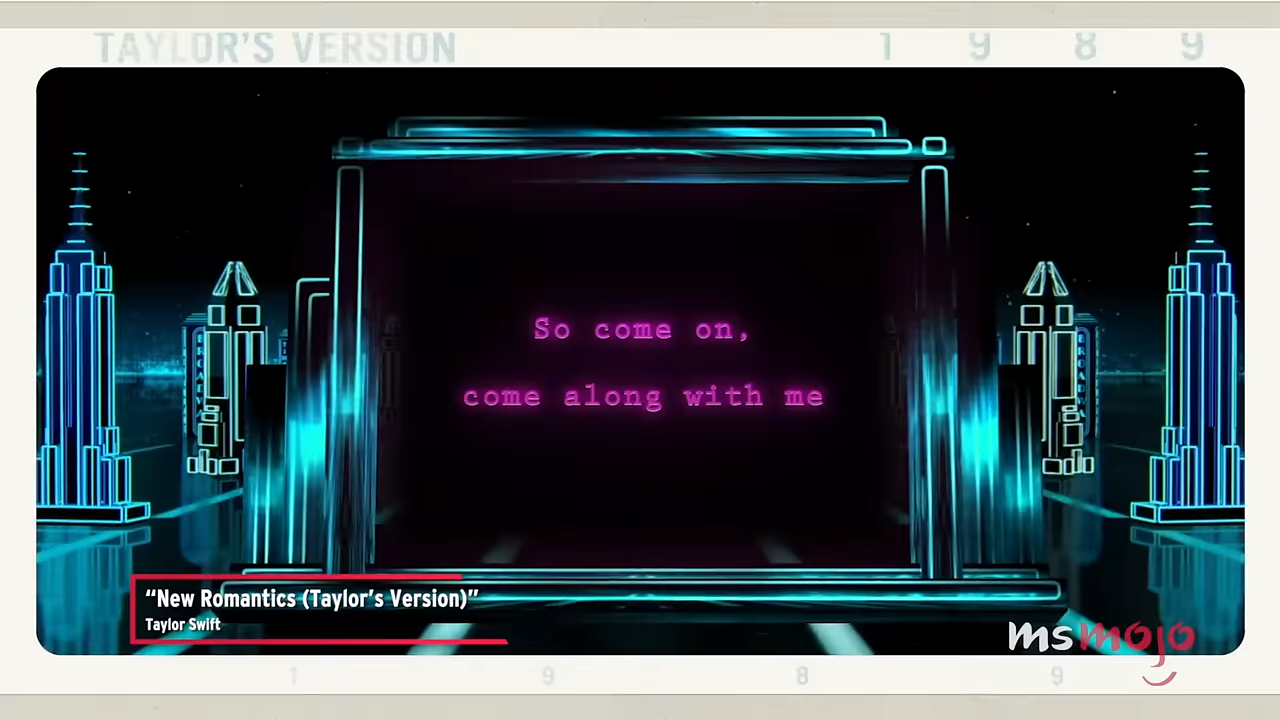 TAYLOR'S VERSION
1 9 8 9
So come on,
come along with me
"New Romantics (Taylor's Version)"
Taylor Swift
msmojo
1 9 8 9